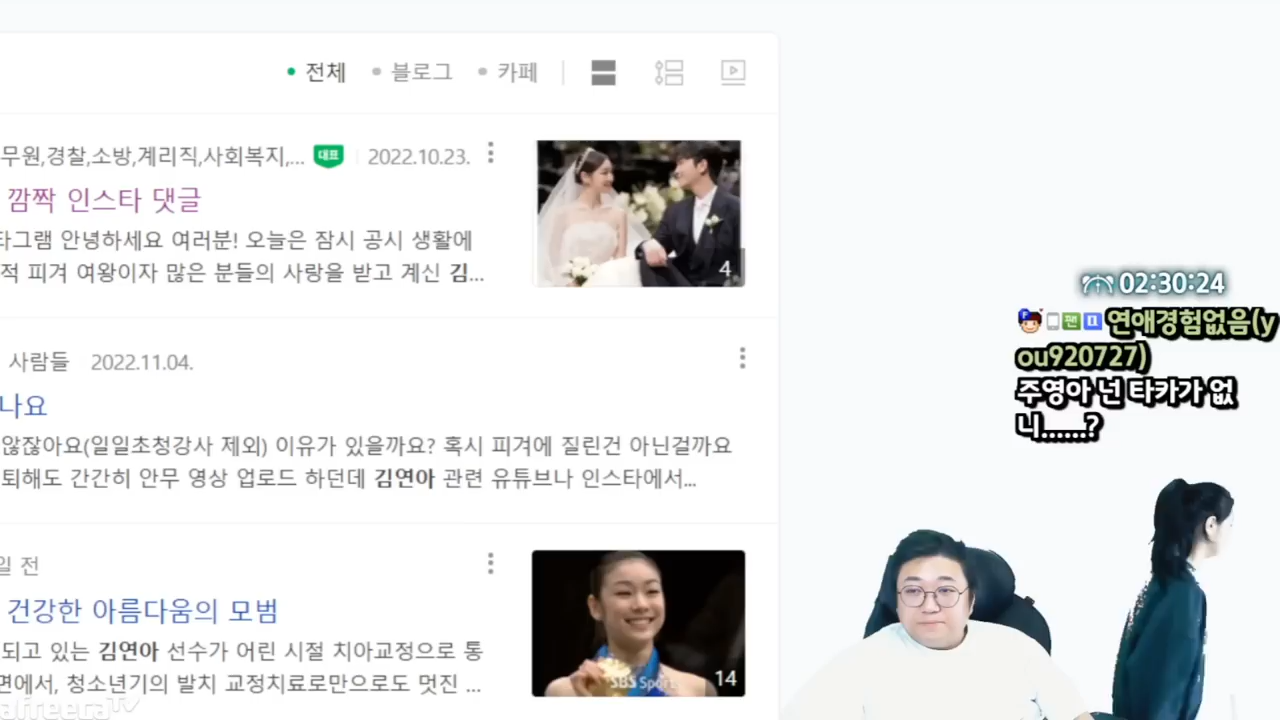 전체 블로그 카페
무원,경찰,소방,계리직,사회복지,... 대표 2022.10.23.
깜짝 인스타 댓글
타그램 안녕하세요 여러분! 오늘은 잠시 공시 생활에
적 피겨 여왕이자 많은 분들의 사랑을 받고 계신 김...
4
사람들 2022.11.04.
나요
않잖아요(일일초청강사 제외) 이유가 있을까요? 혹시 피겨에 질린건 아닌걸까요
퇴해도 간간히 안무 영상 업로드 하던데 김연아 관련 유튜브나 인스타에서...
일 전
건강한 아름다움의 모범
되고 있는 김연아 선수가 어린 시절 치아교정으로 통
면에서, 청소년기의 발치 교정치료로만으로도 멋진 ...
SBS Sports
14
afreecaTV
02:30:24
F 팬 연애경험없음(y
ou920727)
주영아 넌 타카가 없
니......?